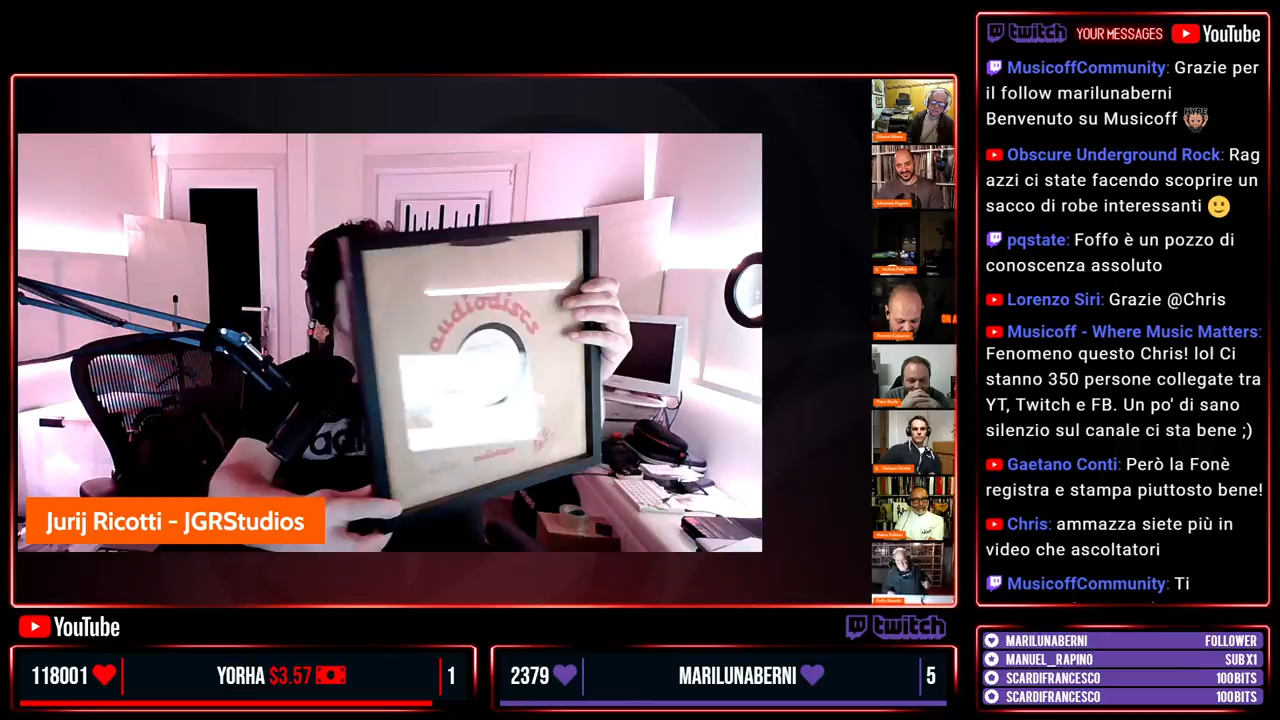 twitch YOUR MESSAGES YouTube
MusicoffCommunity: Grazie per
il follow marilunaberni
Benvenuto su Musicoff
Obscure Underground Rock: Rag
azzi ci state facendo scoprire un
sacco di robe interessanti
pqstate: Foffo è un pozzo di
conoscenza assoluto
Lorenzo Siri: Grazie @Chris
Musicoff - Where Music Matters:
Fenomeno questo Chris! lol Ci
stanno 350 persone collegate tra
YT, Twitch e FB. Un po' di sano
silenzio sul canale ci sta bene ;)
Gaetano Conti: Però la Fonè
registra e stampa piuttosto bene!
Chris: ammazza siete più in
video che ascoltatori
MusicoffCommunity: Ti
audiodiscs
Jurij Ricotti - JGRStudios
YouTube
twitch
118001 YORHA $3.57 1
2379 MARILUNABERNI 5
MARILUNABERNI FOLLOWER
MANUEL_RAPINO SUB X1
SCARDIFRANCESCO 100 BITS
SCARDIFRANCESCO 100 BITS